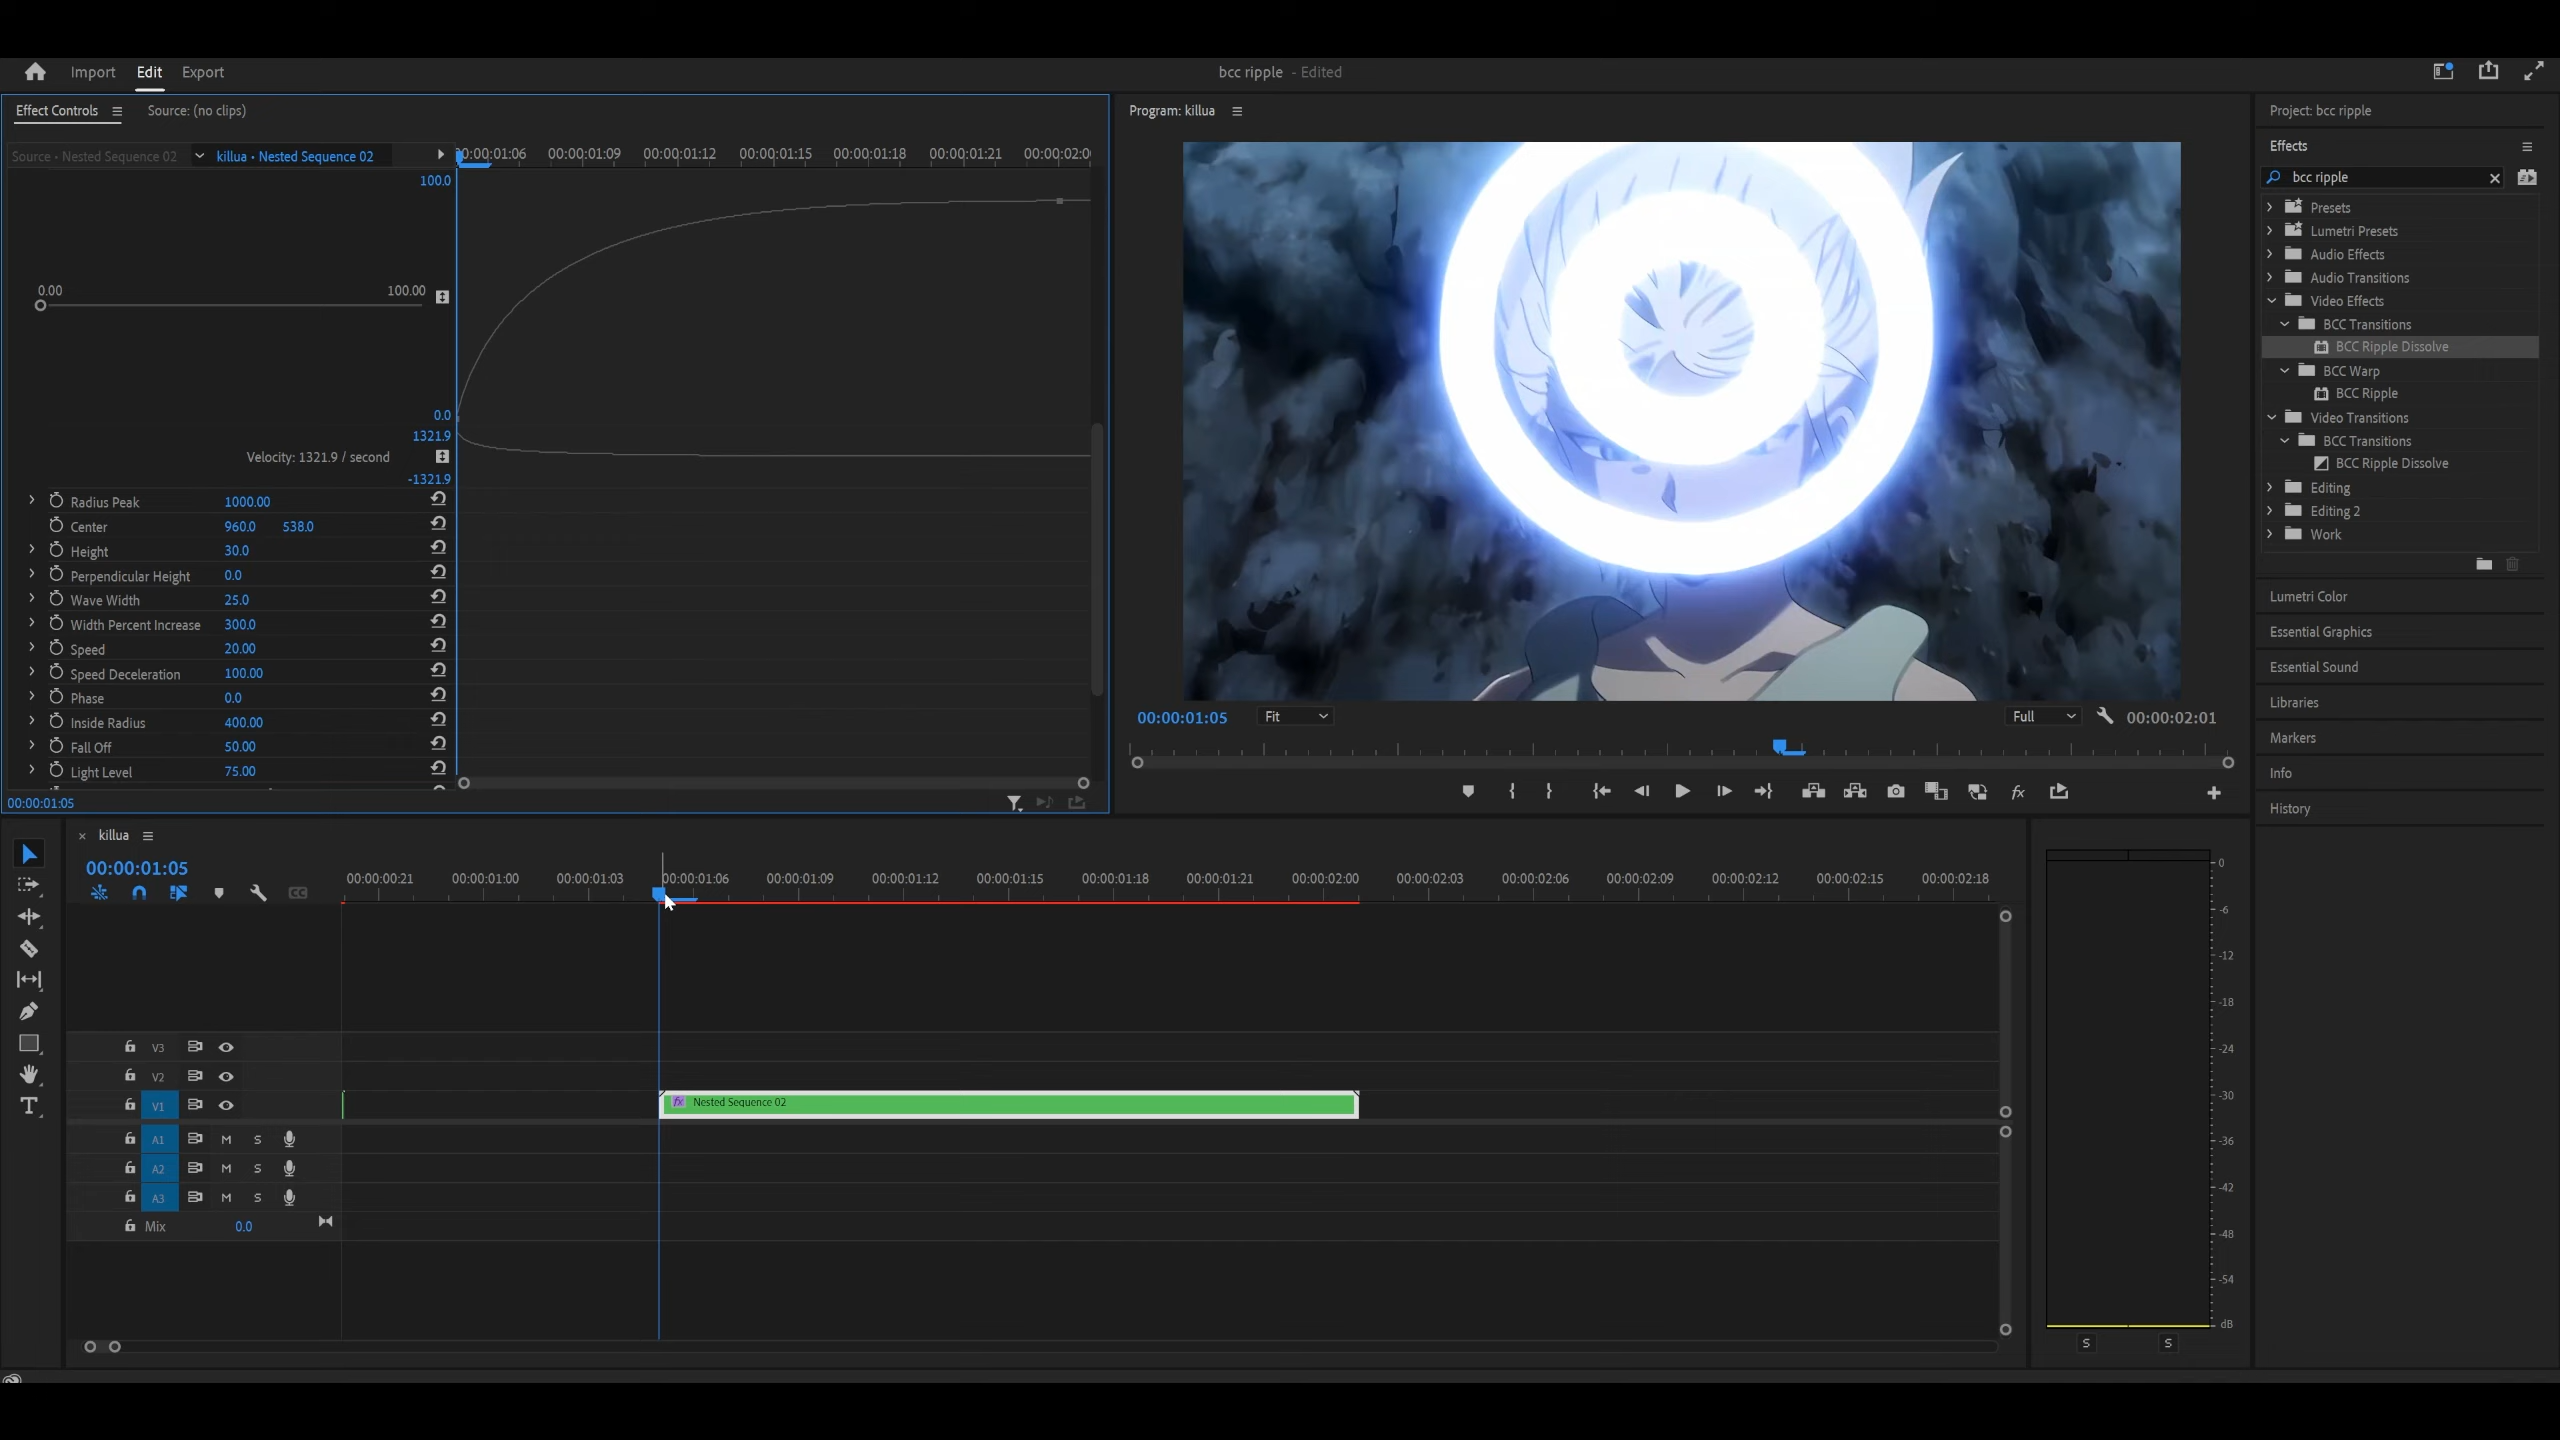 Import Edit Export
bcc ripple - Edited
Effect Controls Source: (no clips)
Source • Nested Sequence 02 killua • Nested Sequence 02
00:00:01:06 00:00:01:09 00:00:01:12 00:00:01:15 00:00:01:18 00:00:01:21
100.0
0.00 100.00
0.0
1321.9
Velocity: 1321.9 / second
-1321.9
Radius Peak 1000.00
Center 960.0 538.0
Height 30.0
Perpendicular Height 0.0
Wave Width 25.0
Width Percent Increase 300.0
Speed 20.00
Speed Deceleration 100.00
Phase 0.0
Inside Radius 400.00
Fall Off 50.00
Light Level 75.00
00:00:01:05
Program: killua
00:00:01:05 Fit Full 00:00:02:01
fx
Project: bcc ripple
Effects
bcc ripple
Presets
Lumetri Presets
Audio Effects
Audio Transitions
Video Effects
BCC Transitions
BCC Ripple Dissolve
BCC Warp
BCC Ripple
Video Transitions
BCC Transitions
BCC Ripple Dissolve
Editing
Editing 2
Work
Lumetri Color
Essential Graphics
Essential Sound
Libraries
Markers
Info
History
killua
00:00:01:05
00:00:00:21 00:00:01:00 00:00:01:03 00:00:01:06 00:00:01:09 00:00:01:12 00:00:01:15 00:00:01:18 00:00:01:21 00:00:02:00 00:00:02:03 00:00:02:06 00:00:02:09 00:00:02:12 00:00:02:15 00:00:02:18
CC
V3
V2
V1
fx Nested Sequence 02
A1 M S
A2 M S
A3 M S
Mix 0.0
T
0
-6
-12
-18
-24
-30
-36
-42
-48
-54
dB
S S